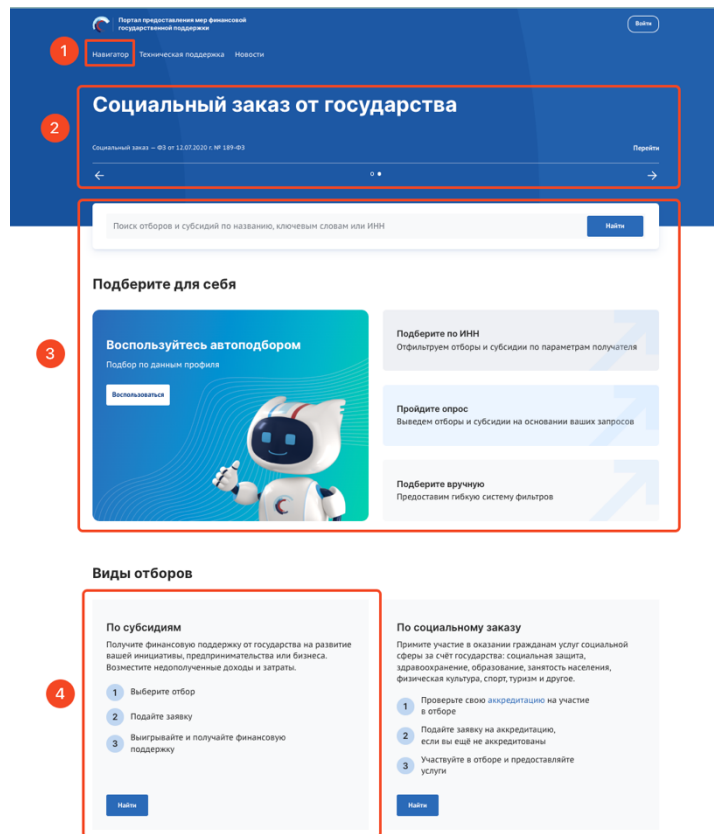 Портал предоставления мер финансовой
государственной поддержки
Войти
1
Навигатор Техническая поддержка Новости
Социальный заказ от государства
2
Социальный заказ — ФЗ от 12.07.2020 г. № 189-ФЗ
Перейти
Поиск отборов и субсидий по названию, ключевым словам или ИНН
Найти
Подберите для себя
3
Воспользуйтесь автоподбором
Подбор по данным профиля
Воспользоваться
Подберите по ИНН
Отфильтруем отборы и субсидии по параметрам получателя
Пройдите опрос
Выведем отборы и субсидии на основании ваших запросов
Подберите вручную
Предоставим гибкую систему фильтров
Виды отборов
4
По субсидиям
Получите финансовую поддержку от государства на развитие
вашей инициативы, предпринимательства или бизнеса.
Возместите недополученные доходы и затраты.
1 Выберите отбор
2 Подайте заявку
3 Выигрывайте и получайте финансовую
поддержку
Найти
По социальному заказу
Примите участие в оказании гражданам услуг социальной
сферы за счёт государства: социальная защита,
здравоохранение, образование, занятость населения,
физическая культура, спорт, туризм и другое.
1 Проверьте свою аккредитацию на участие
в отборе
2 Подайте заявку на аккредитацию,
если вы ещё не аккредитованы
3 Участвуйте в отборе и предоставляйте
услуги
Найти